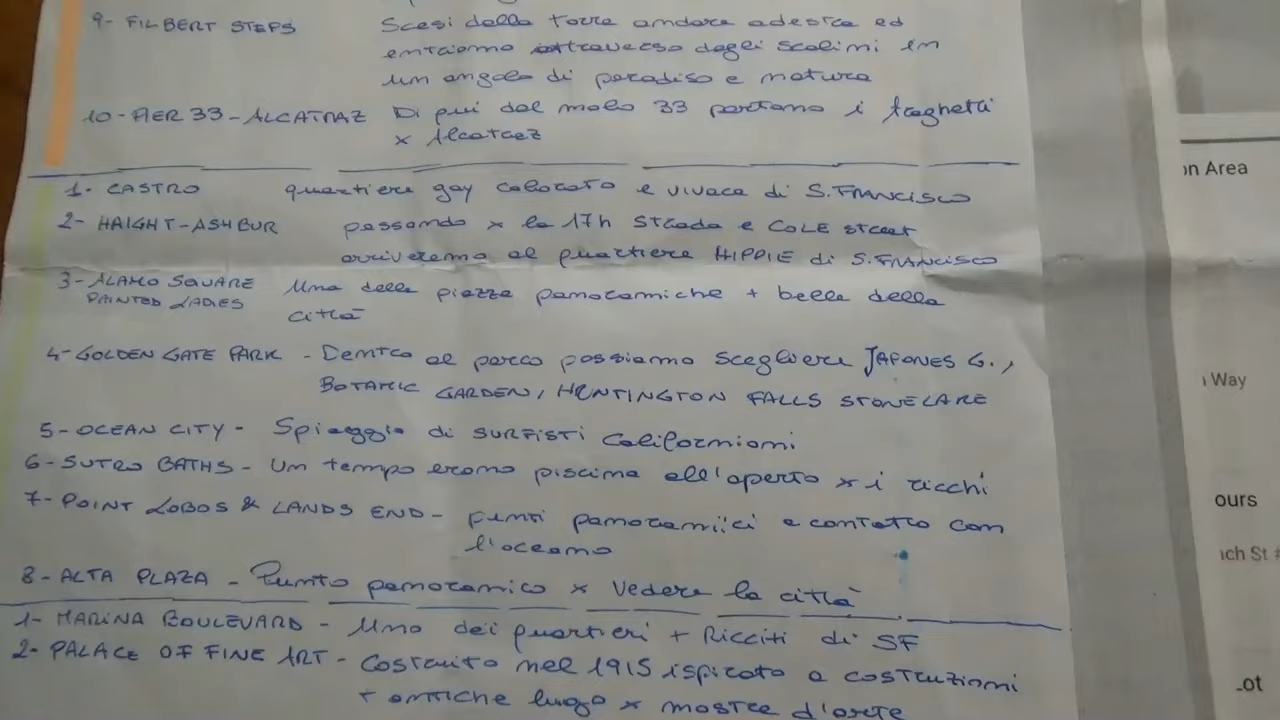 9- FILBERT STEPS Scesi dalla torre andare adestra ed
entriamo attraverso degli scalini in
un angolo di paradiso e natura
10- PIER 33 - ALCATRAZ Di qui dal molo 33 partono i traghetti
x Alcatraz
1- CASTRO quartiere gay colorato e vivace di S. FRANCISCO
2- HAIGHT-ASHBUR passando x la 17h Strada e COLE street
arriveremo al quartiere HIPPIE di S. FRANCISCO
3- ALAMO SQUARE Una delle piazze panoramiche + belle della
PAINTED LADIES città
4- GOLDEN GATE PARK - Dentro al parco possiamo scegliere JAPONES G.,
BOTANIC GARDEN, HUNTINGTON FALLS STONELAKE
5- OCEAN CITY - Spiaggia di SURFISTI Californiani
6- SUTRO BATHS - Un tempo erano piscina all'aperto x i ricchi
7- POINT LOBOS & LANDS END - punti panoramici a contatto con
l'oceano
8- ALTA PLAZA - Punto panoramico x vedere la città
1- MARINA BOULEVARD - Uno dei quartieri + Ricciti di SF
2- PALACE OF FINE ART - Costruito nel 1915 ispirato a costruzioni
+ antiche luogo x mostre d'arte
on Area
Way
ours
ch St #
ot